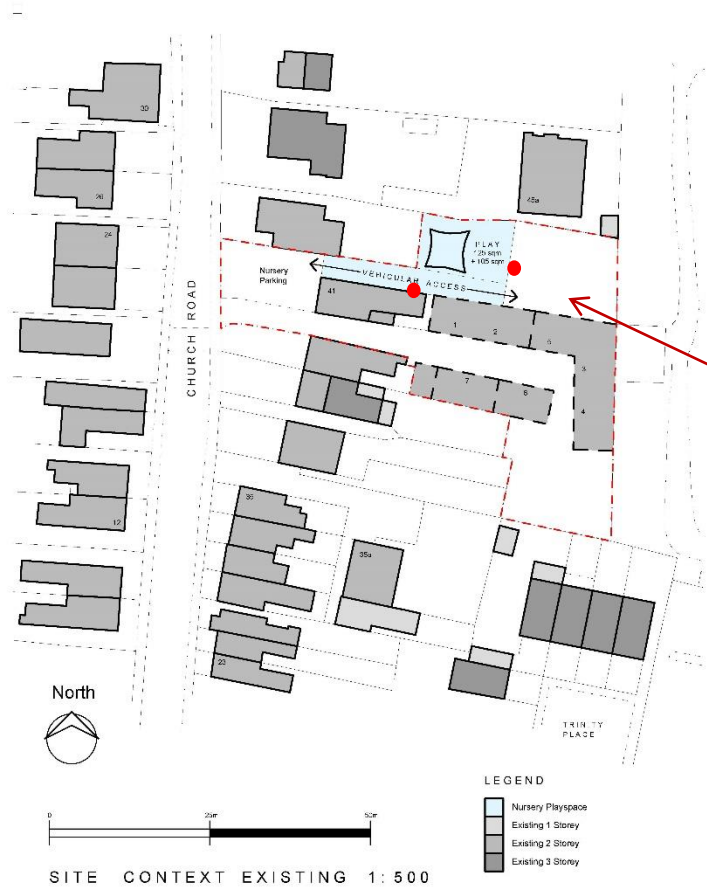 30
26
24
45a
PLAY
125 sqm
+ 105 sqm
VEHICULAR ACCESS
Nursery
Parking
41
1
2
5
3
4
7
6
CHURCH ROAD
12
36
35a
23
North
TRINITY
PLACE
LEGEND
Nursery Playspace
Existing 1 Storey
Existing 2 Storey
Existing 3 Storey
0
25m
50m
SITE CONTEXT EXISTING 1:500